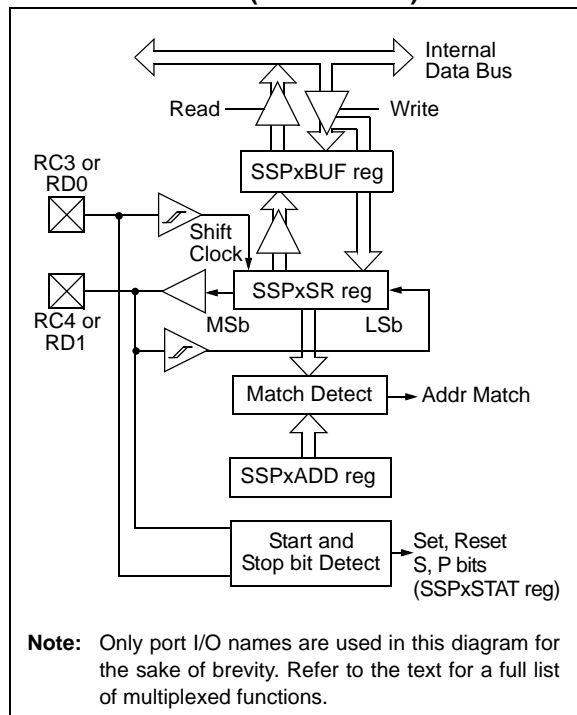 Internal
Data Bus
Read
Write
RC3 or
RD0
SSPxBUF reg
Shift
Clock
SSPxSR reg
RC4 or
RD1
MSb
LSb
Match Detect
Addr Match
SSPxADD reg
Start and
Stop bit Detect
Set, Reset
S, P bits
(SSPxSTAT reg)
Note: Only port I/O names are used in this diagram for
the sake of brevity. Refer to the text for a full list
of multiplexed functions.